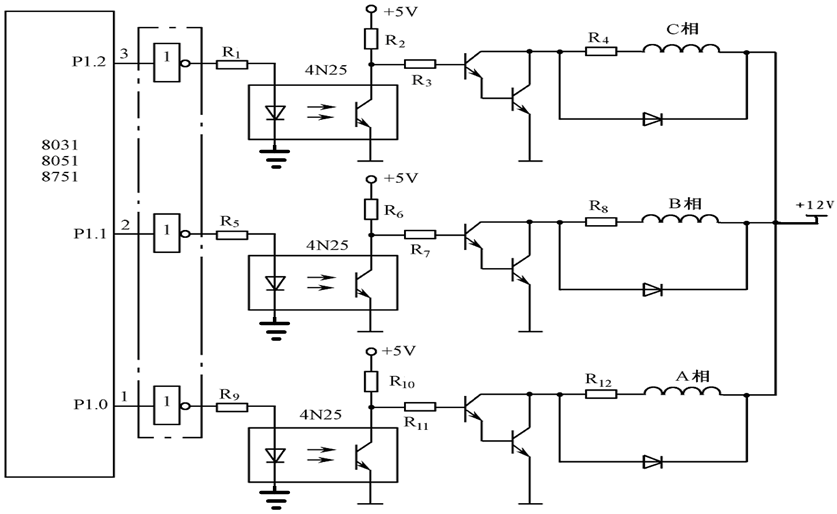 +5V
C相
P1.2 3 1 R1 R2 R4
4N25 R3
8031
8051
8751
+5V
B相
+12V
P1.1 2 1 R5 R6 R8
4N25 R7
+5V
A相
P1.0 1 1 R9 R10 R12
4N25 R11